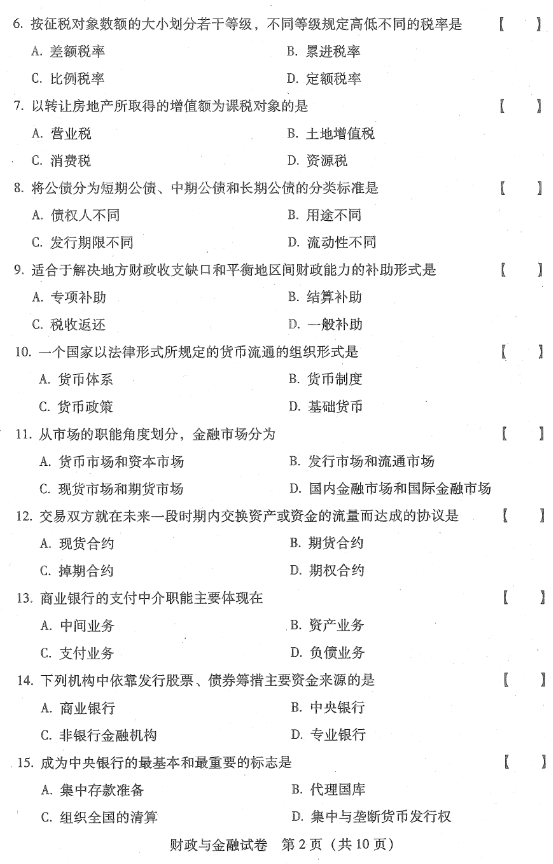 6. 按征税对象数额的大小划分若干等级，不同等级规定高低不同的税率是 【 】
A. 差额税率 B. 累进税率
C. 比例税率 D. 定额税率
7. 以转让房地产所取得的增值额为课税对象的是 【 】
A. 营业税 B. 土地增值税
C. 消费税 D. 资源税
8. 将公债分为短期公债、中期公债和长期公债的分类标准是 【 】
A. 债权人不同 B. 用途不同
C. 发行期限不同 D. 流动性不同
9. 适合于解决地方财政收支缺口和平衡地区间财政能力的补助形式是 【 】
A. 专项补助 B. 结算补助
C. 税收返还 D. 一般补助
10. 一个国家以法律形式所规定的货币流通的组织形式是 【 】
A. 货币体系 B. 货币制度
C. 货币政策 D. 基础货币
11. 从市场的职能角度划分，金融市场分为 【 】
A. 货币市场和资本市场 B. 发行市场和流通市场
C. 现货市场和期货市场 D. 国内金融市场和国际金融市场
12. 交易双方就在未来一段时期内交换资产或资金的流量而达成的协议是 【 】
A. 现货合约 B. 期货合约
C. 掉期合约 D. 期权合约
13. 商业银行的支付中介职能主要体现在 【 】
A. 中间业务 B. 资产业务
C. 支付业务 D. 负债业务
14. 下列机构中依靠发行股票、债券筹措主要资金来源的是 【 】
A. 商业银行 B. 中央银行
C. 非银行金融机构 D. 专业银行
15. 成为中央银行的最基本和最重要的标志是 【 】
A. 集中存款准备 B. 代理国库
C. 组织全国的清算 D. 集中与垄断货币发行权
财政与金融试卷 第 2 页（共 10 页）